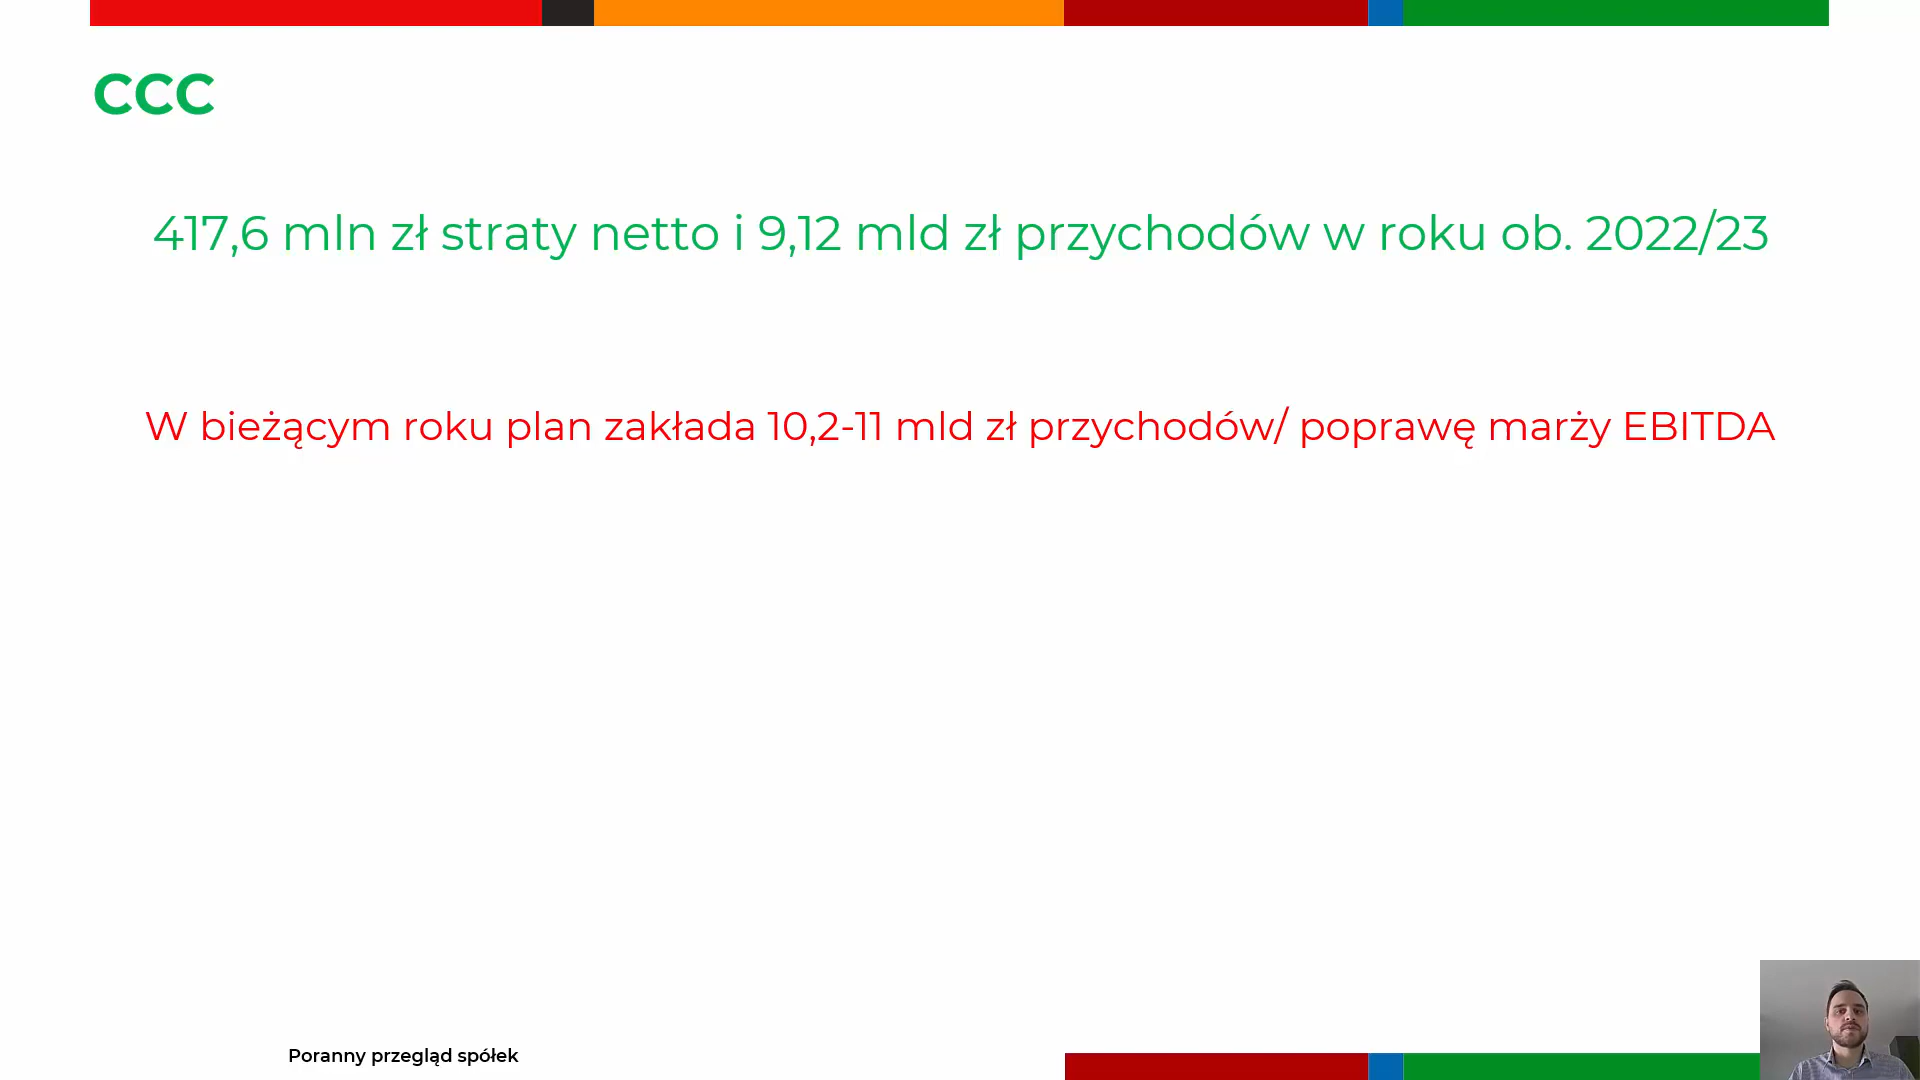 CCC
417,6 mln zł straty netto i 9,12 mld zł przychodów w roku ob. 2022/23
W bieżącym roku plan zakłada 10,2-11 mld zł przychodów/ poprawę marży EBITDA
Poranny przegląd spółek